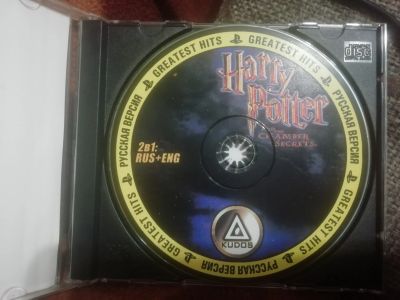 GREATEST HITS
GREATEST HITS
РУССКАЯ ВЕРСИЯ
РУССКАЯ ВЕРСИЯ
disc
Harry
Potter
CHAMBER
SECRETS
2в1:
RUS+ENG
KUDOS
GREATEST HITS
GREATEST HITS
РУССКАЯ ВЕРСИЯ